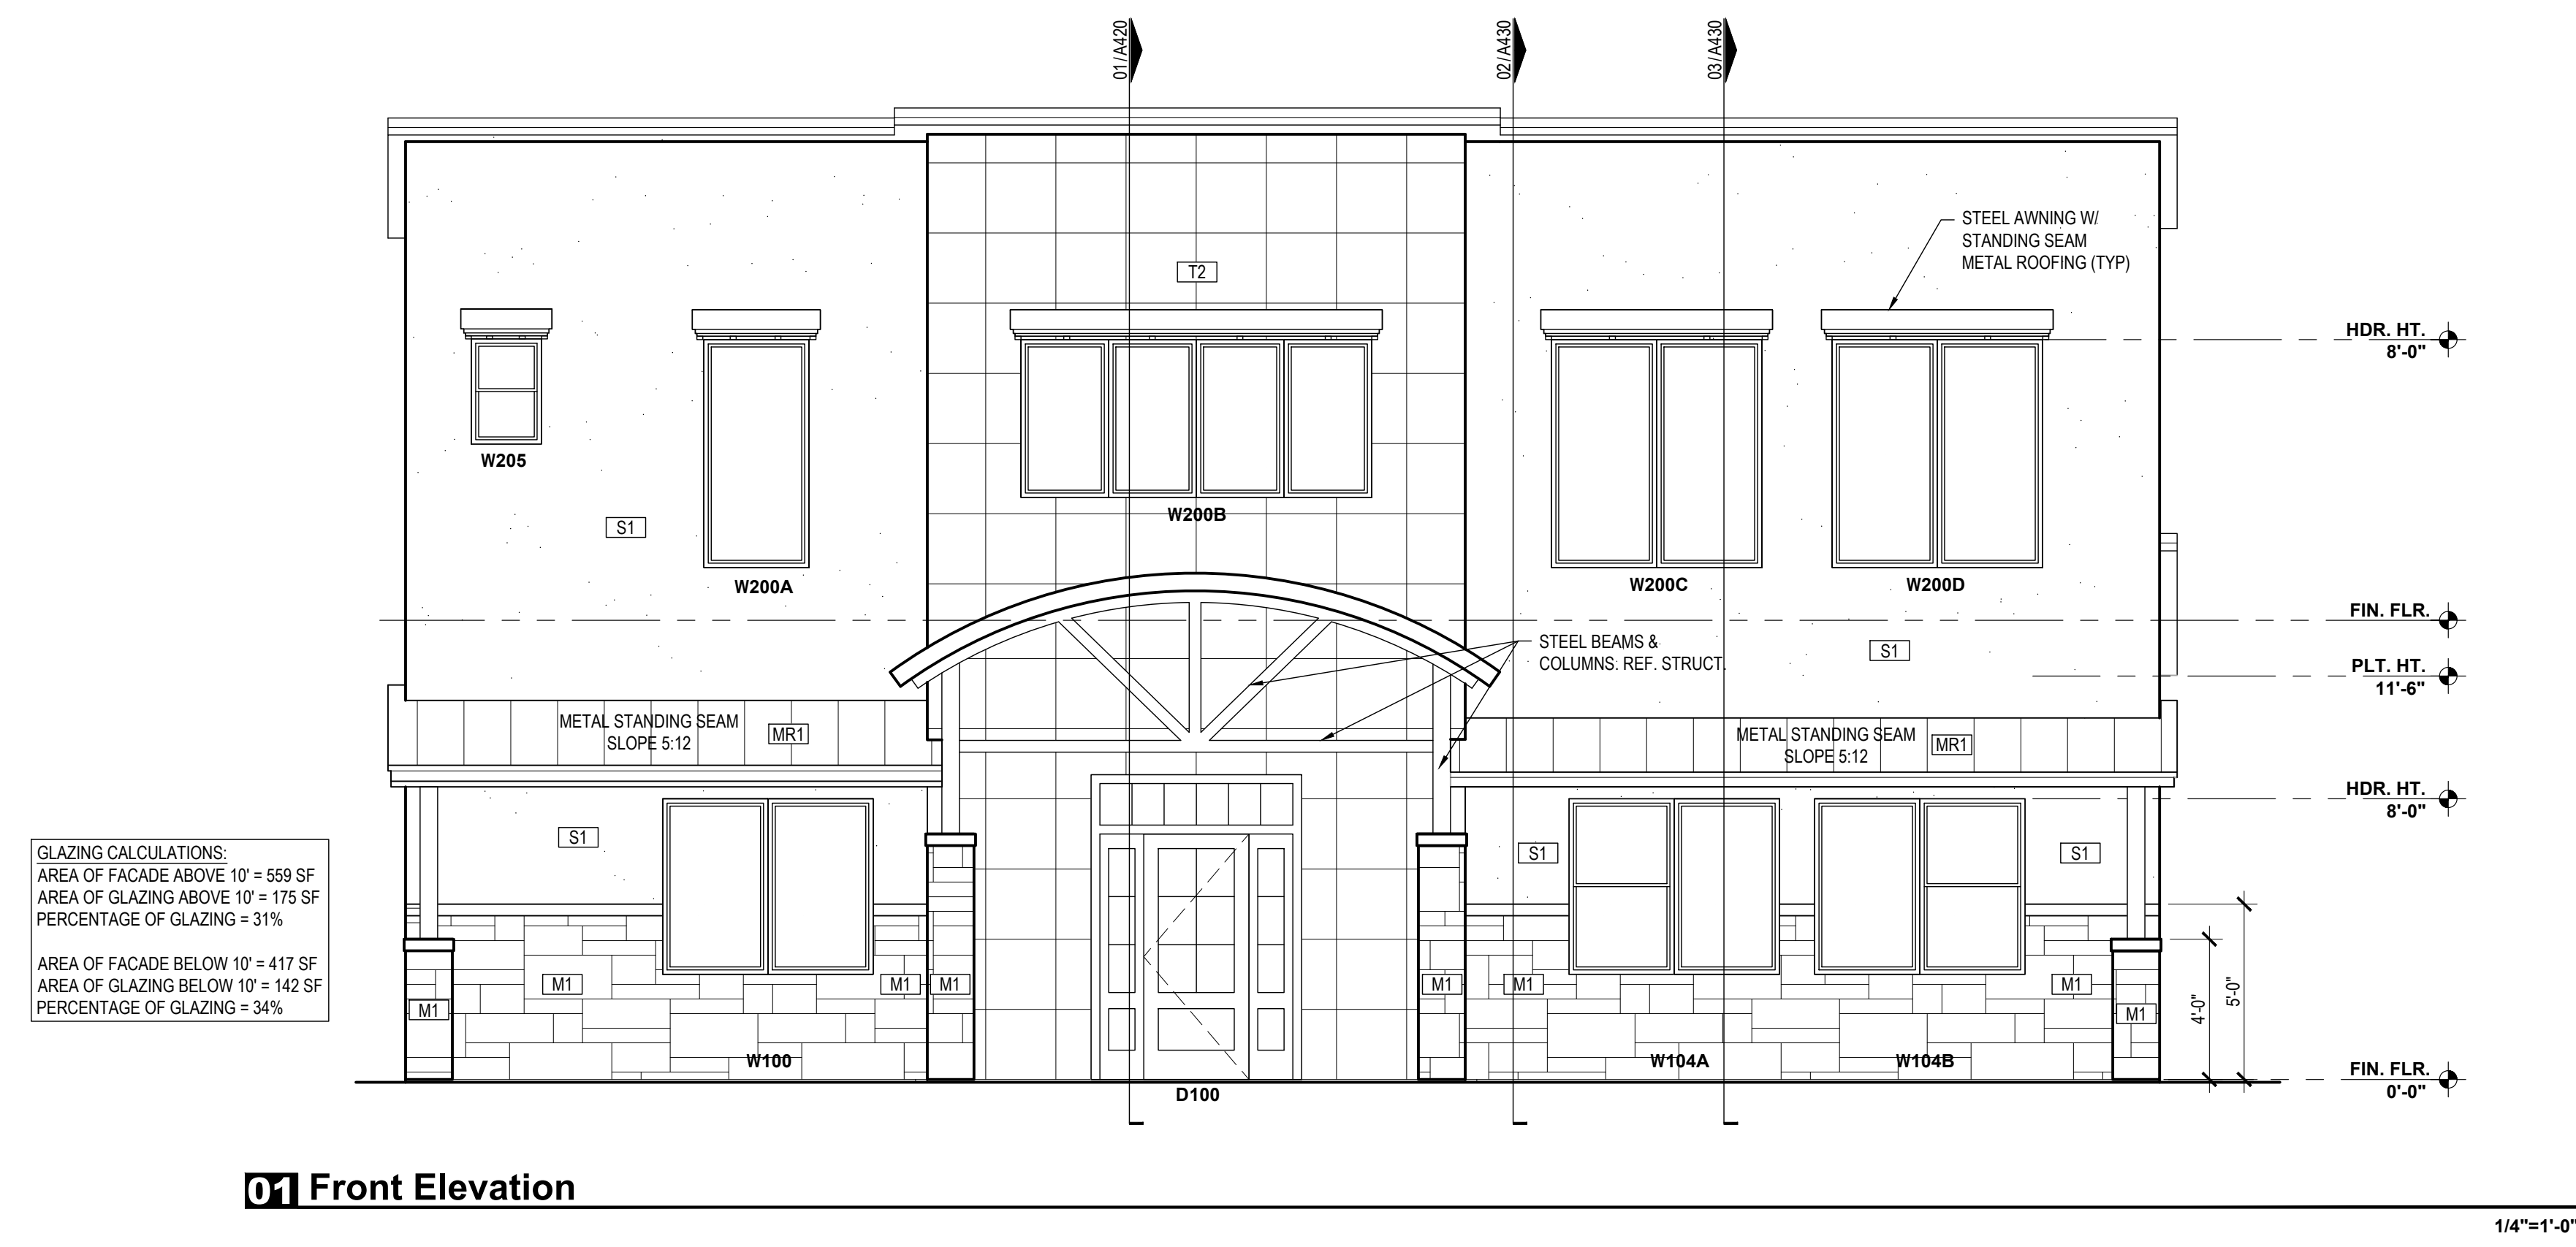 01 / A420
02 / A430
03 / A430
STEEL AWNING W/
STANDING SEAM
METAL ROOFING (TYP)
T2
HDR. HT.
8'-0"
W205
W200B
S1
W200A
W200C
W200D
FIN. FLR.
STEEL BEAMS &
COLUMNS: REF. STRUCT.
S1
PLT. HT.
11'-6"
METAL STANDING SEAM
SLOPE 5:12
MR1
METAL STANDING SEAM
SLOPE 5:12
MR1
HDR. HT.
8'-0"
S1
S1
S1
GLAZING CALCULATIONS:
AREA OF FACADE ABOVE 10' = 559 SF
AREA OF GLAZING ABOVE 10' = 175 SF
PERCENTAGE OF GLAZING = 31%
AREA OF FACADE BELOW 10' = 417 SF
AREA OF GLAZING BELOW 10' = 142 SF
PERCENTAGE OF GLAZING = 34%
M1
M1
M1
M1
M1
M1
M1
M1
4'-0"
5'-0"
W100
W104A
W104B
D100
FIN. FLR.
0'-0"
01 Front Elevation
1/4"=1'-0"